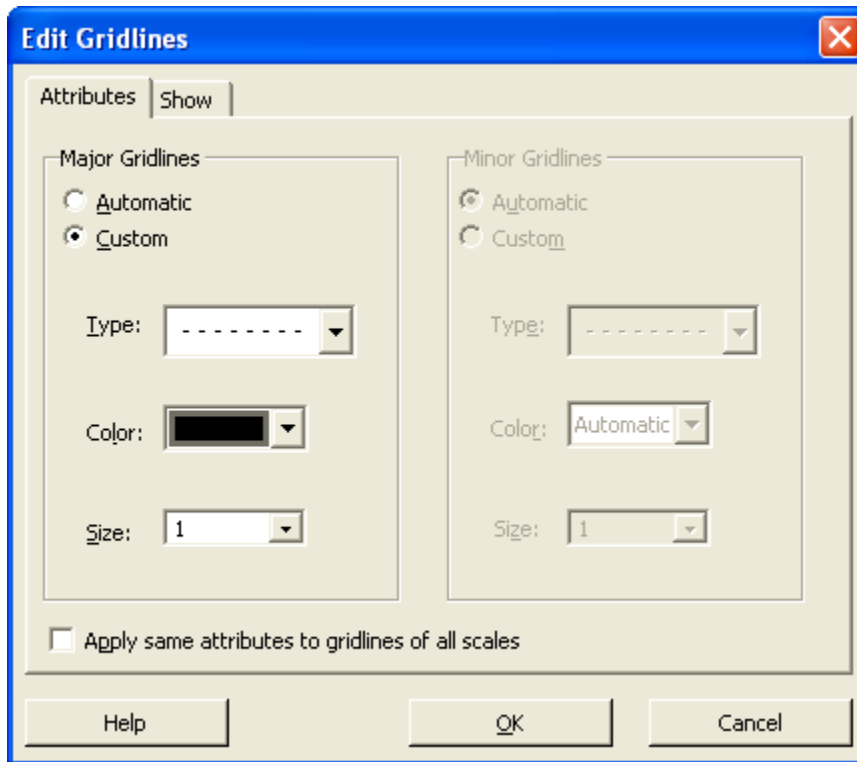 Edit Gridlines
Attributes
Show
Major Gridlines
Automatic
Custom
Type:
Color:
Size:
1
Minor Gridlines
Automatic
Custom
Type:
Color:
Automatic
Size:
1
Apply same attributes to gridlines of all scales
Help
OK
Cancel